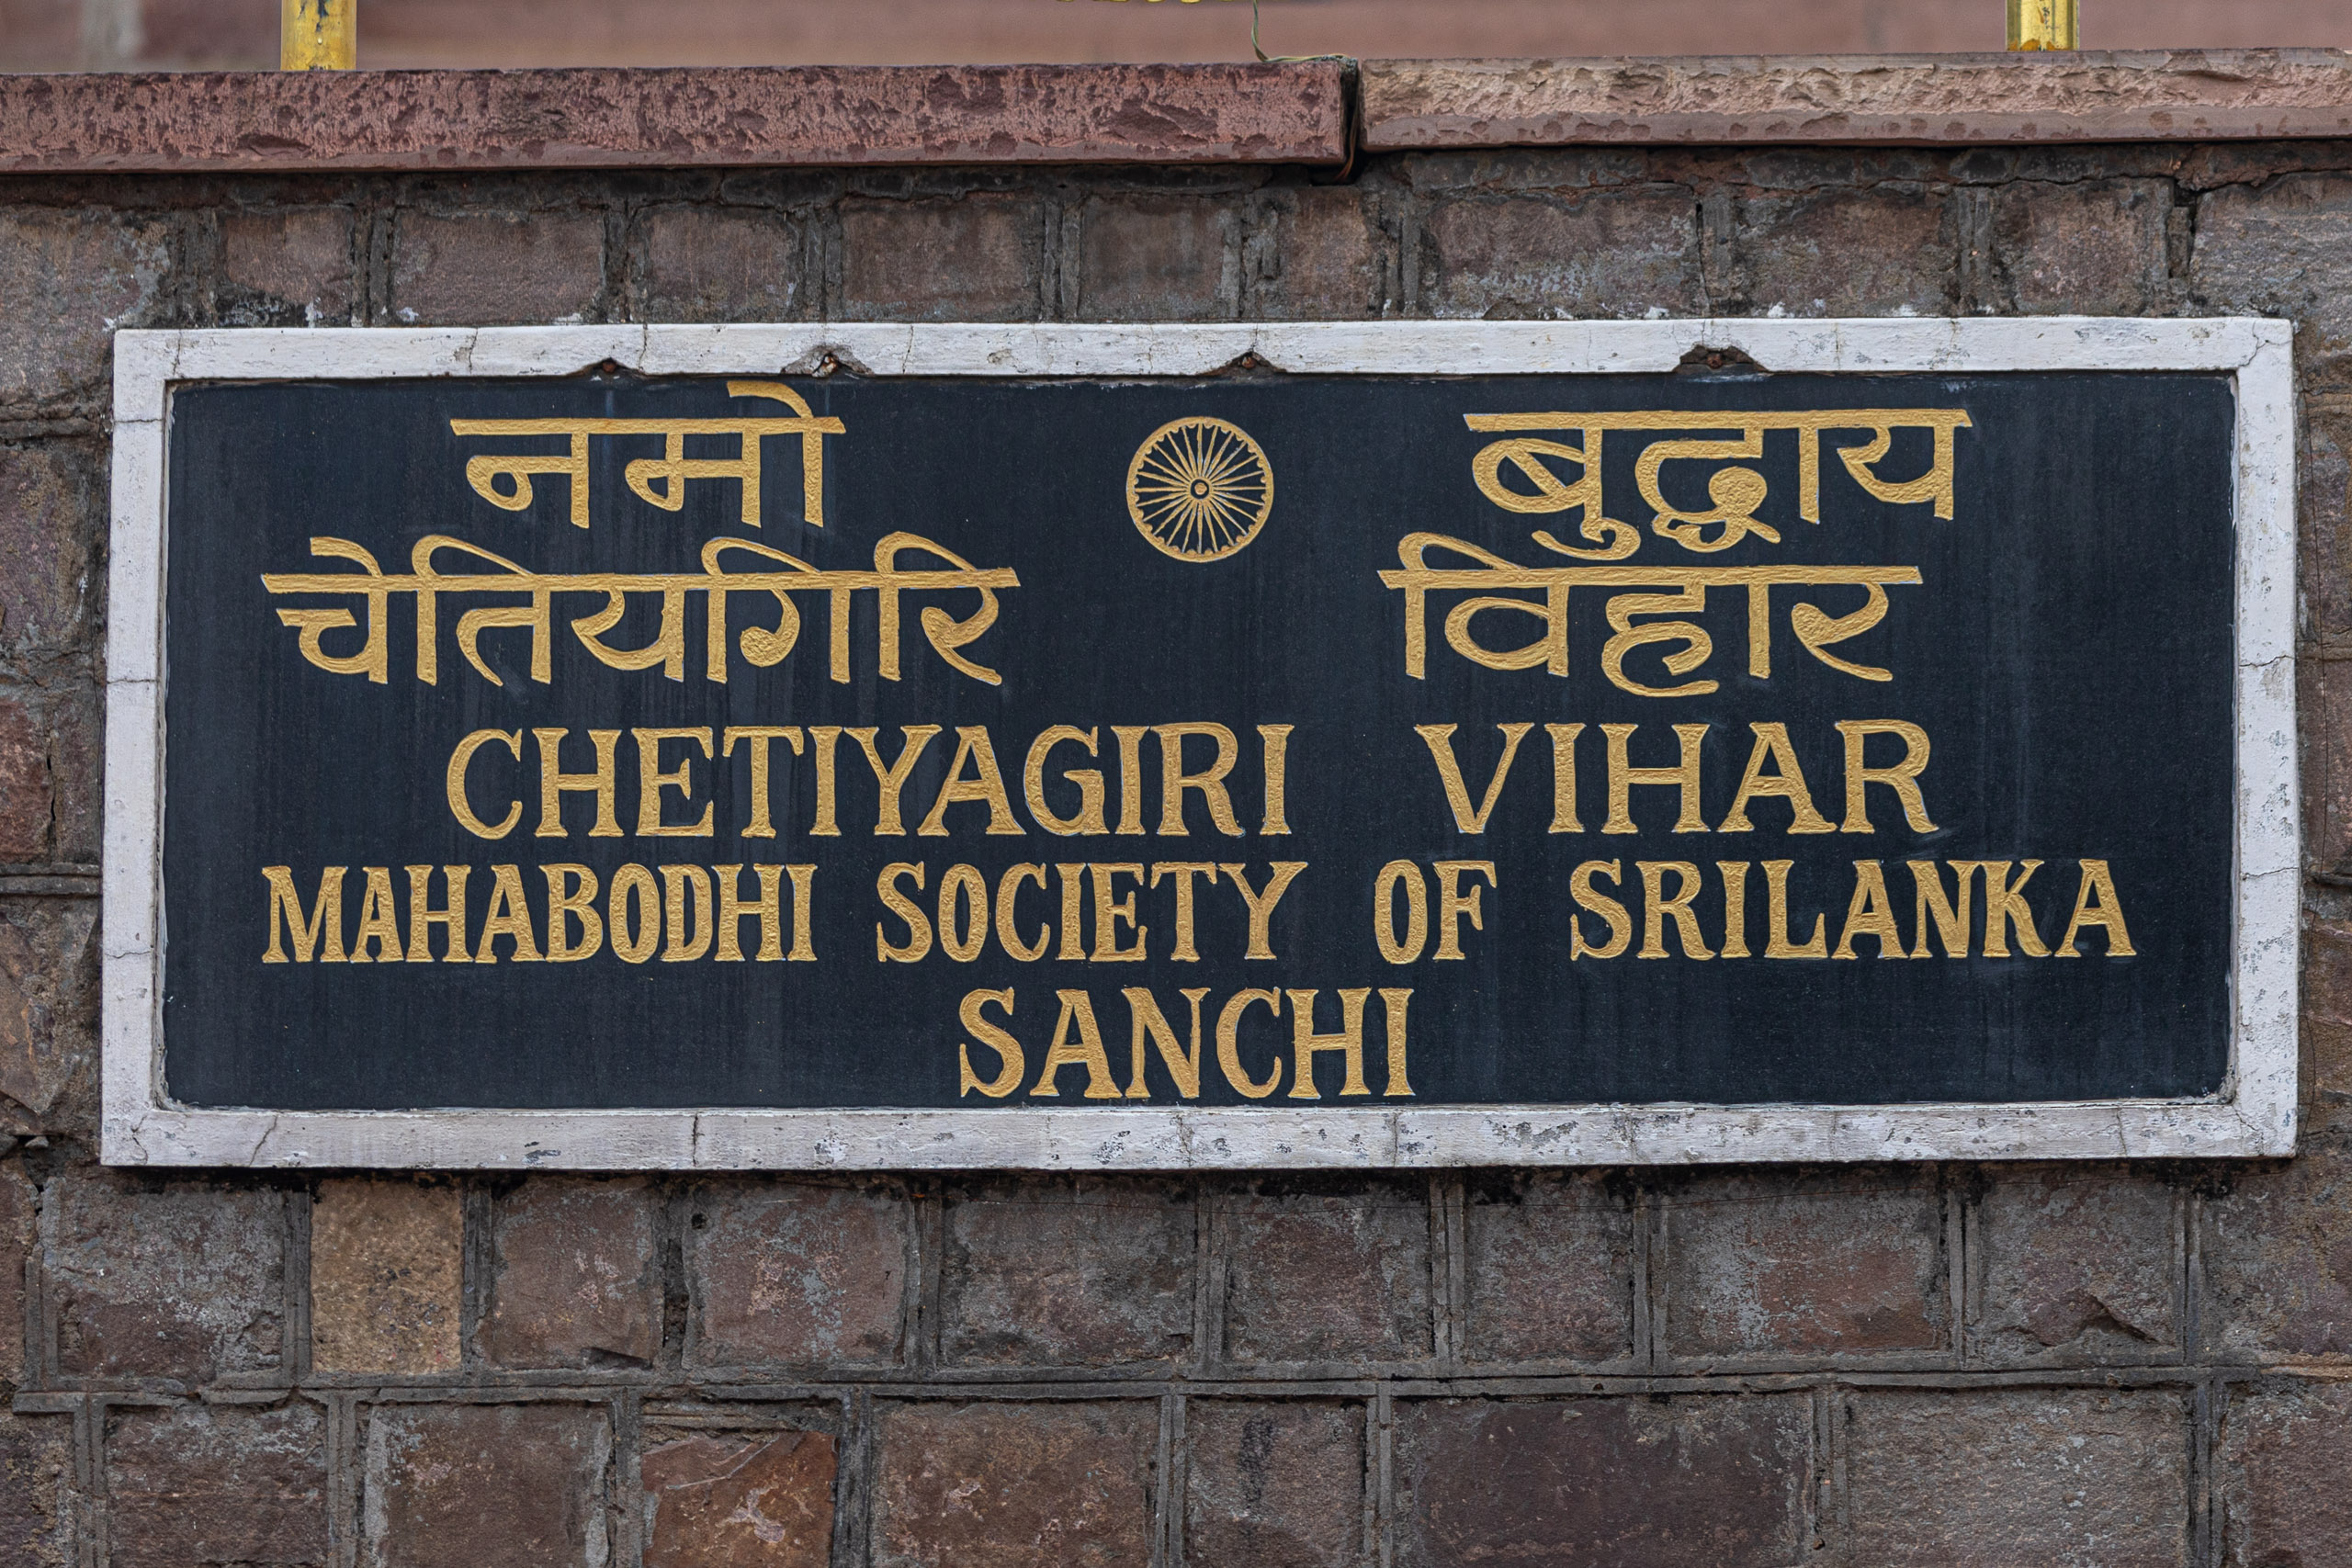 नमो बुद्धाय
चेतियगिरि विहार
CHETIYAGIRI VIHAR
MAHABODHI SOCIETY OF SRILANKA
SANCHI